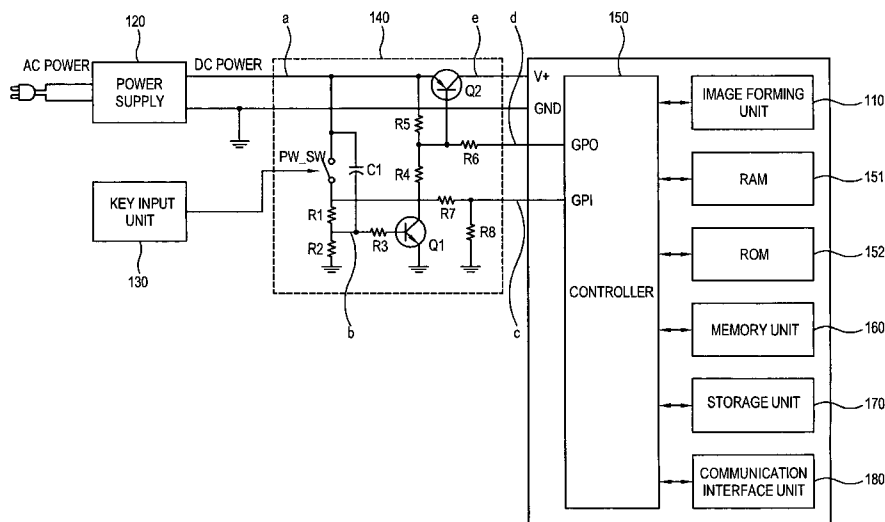 120
a
140
e
d
150
AC POWER
DC POWER
POWER
SUPPLY
V+
GND
Q2
R5
R6
GPO
PW_SW
C1
R4
GPI
KEY INPUT
UNIT
130
R1
R7
R2
R3
Q1
R8
b
c
CONTROLLER
IMAGE FORMING
UNIT
110
RAM
151
ROM
152
MEMORY UNIT
160
STORAGE UNIT
170
COMMUNICATION
INTERFACE UNIT
180